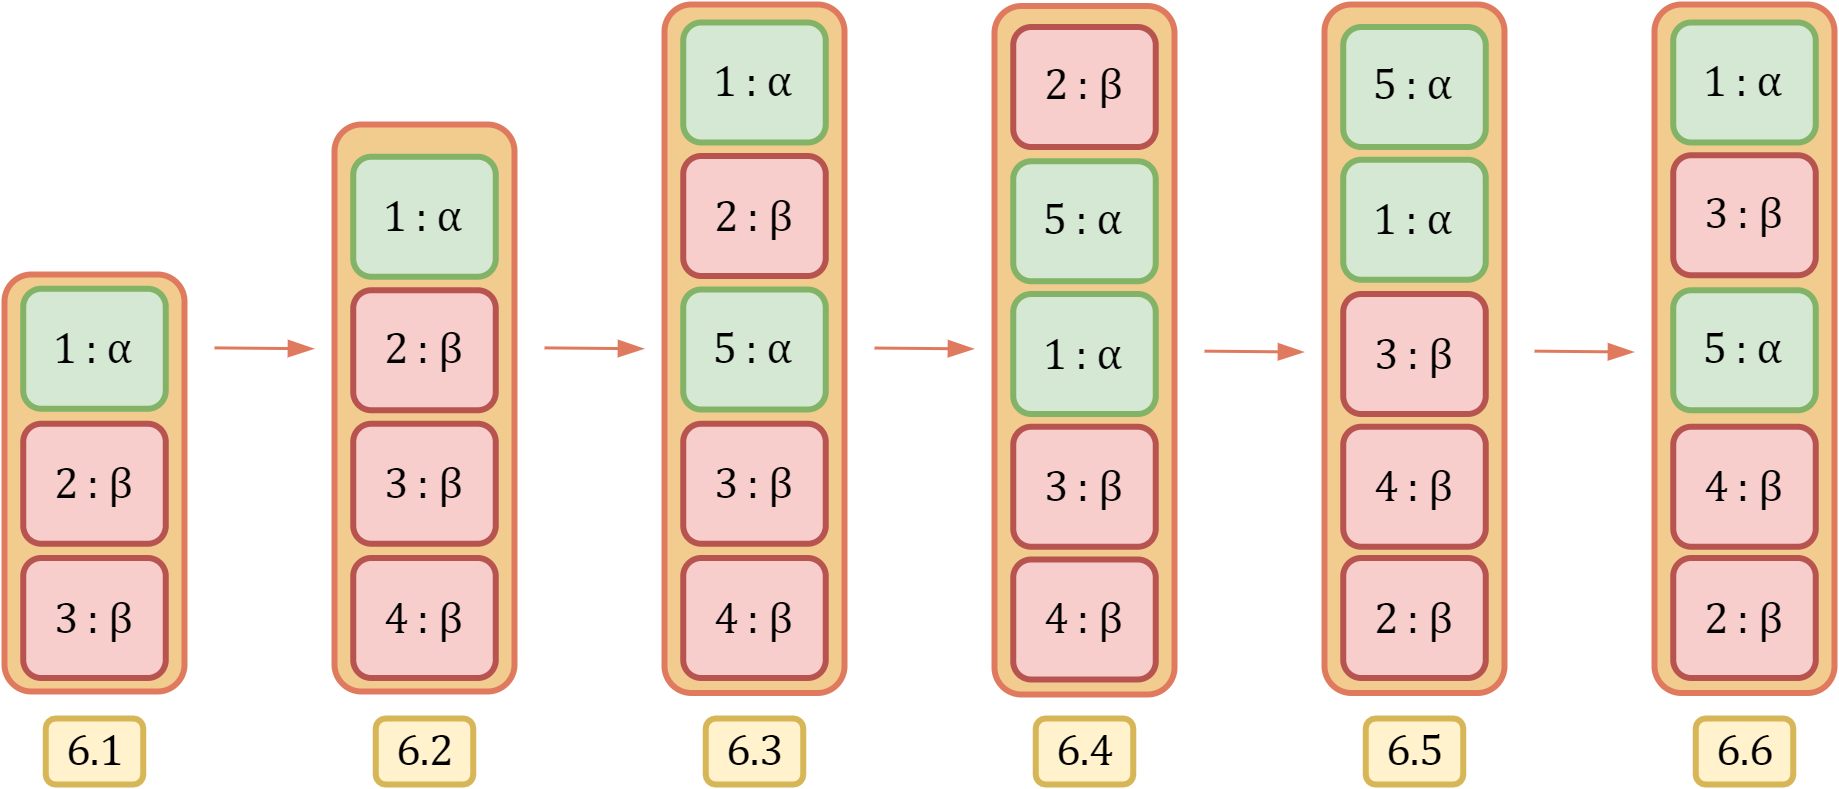 1 : α
2 : β
3 : β
6.1
1 : α
2 : β
3 : β
4 : β
6.2
1 : α
2 : β
5 : α
3 : β
4 : β
6.3
2 : β
5 : α
1 : α
3 : β
4 : β
6.4
5 : α
1 : α
3 : β
4 : β
2 : β
6.5
1 : α
3 : β
5 : α
4 : β
2 : β
6.6